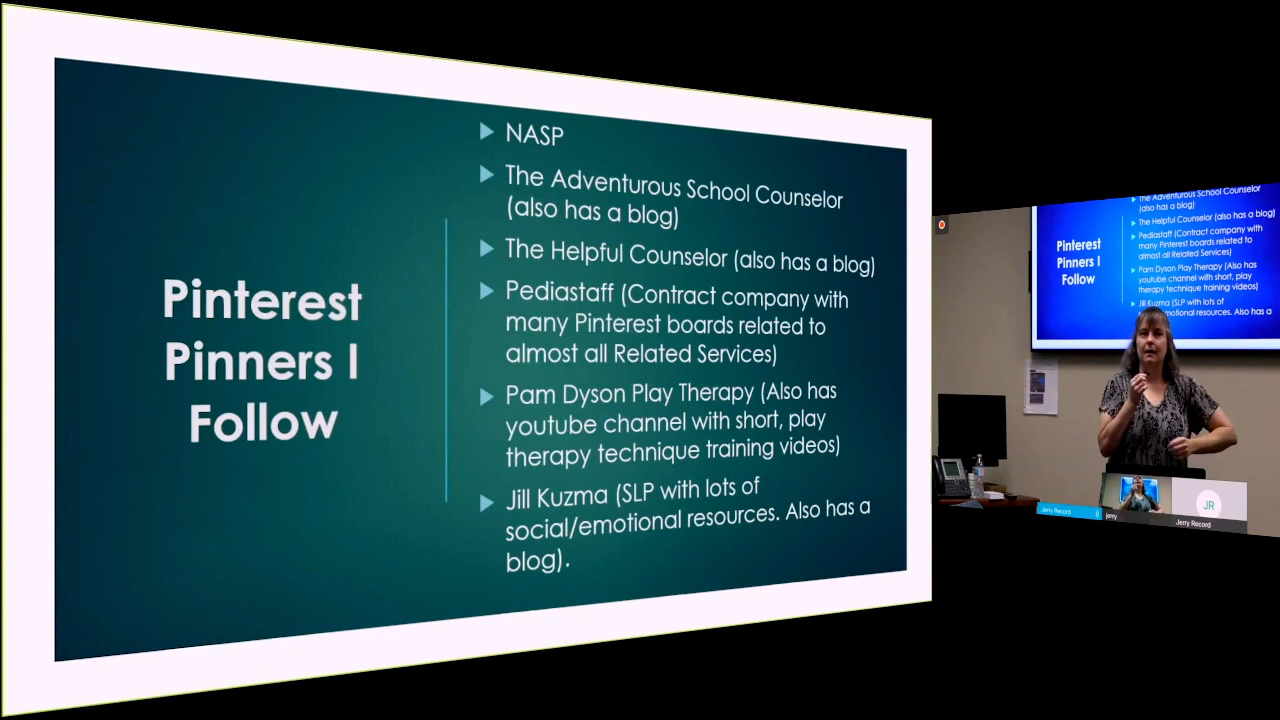 Pinterest
Pinners I
Follow
NASP
The Adventurous School Counselor
(also has a blog)
The Helpful Counselor (also has a blog)
Pediastaff (Contract company with
many Pinterest boards related to
almost all Related Services)
Pam Dyson Play Therapy (Also has
youtube channel with short, play
therapy technique training videos)
Jill Kuzma (SLP with lots of
social/emotional resources. Also has a
blog).
Pinterest
Pinners I
Follow
The Adventurous School Counselor
(also has a blog)
The Helpful Counselor (also has a blog)
Pediastaff (Contract company with
many Pinterest boards related to
almost all Related Services)
Pam Dyson Play Therapy (Also has
youtube channel with short, play
therapy technique training videos)
Jill Kuzma (SLP with lots of
emotional resources. Also has a
JR
Jerry Record
jerry
Jerry Record